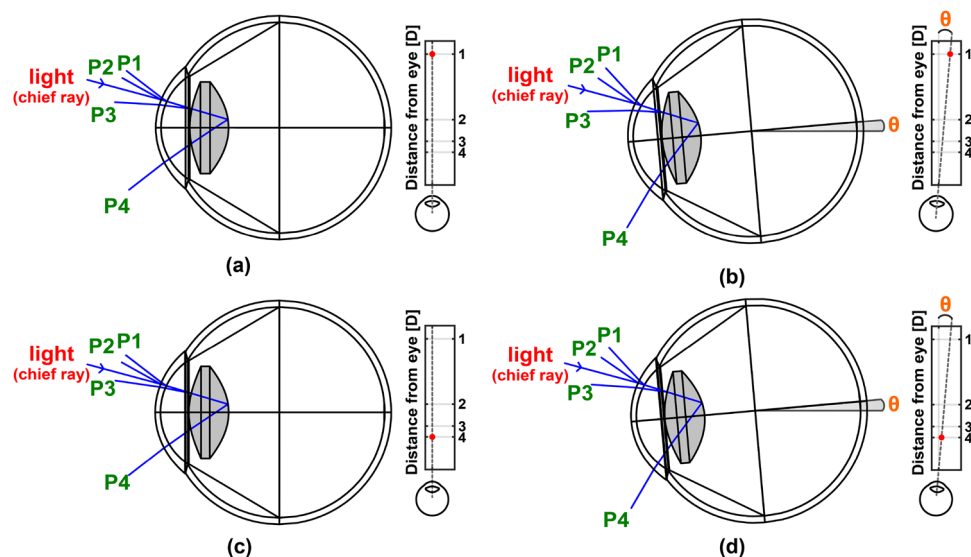 P2 P1
light
(chief ray)
P3
P4
Distance from eye [D]
1
2
3
4
(a)
P1
P2
light
(chief ray)
P3
P4
θ
Distance from eye [D]
θ
1
2
3
4
(b)
P1
P2
light
(chief ray)
P3
P4
Distance from eye [D]
1
2
3
4
(c)
P1
P2
light
(chief ray)
P3
P4
θ
Distance from eye [D]
θ
1
2
3
4
(d)